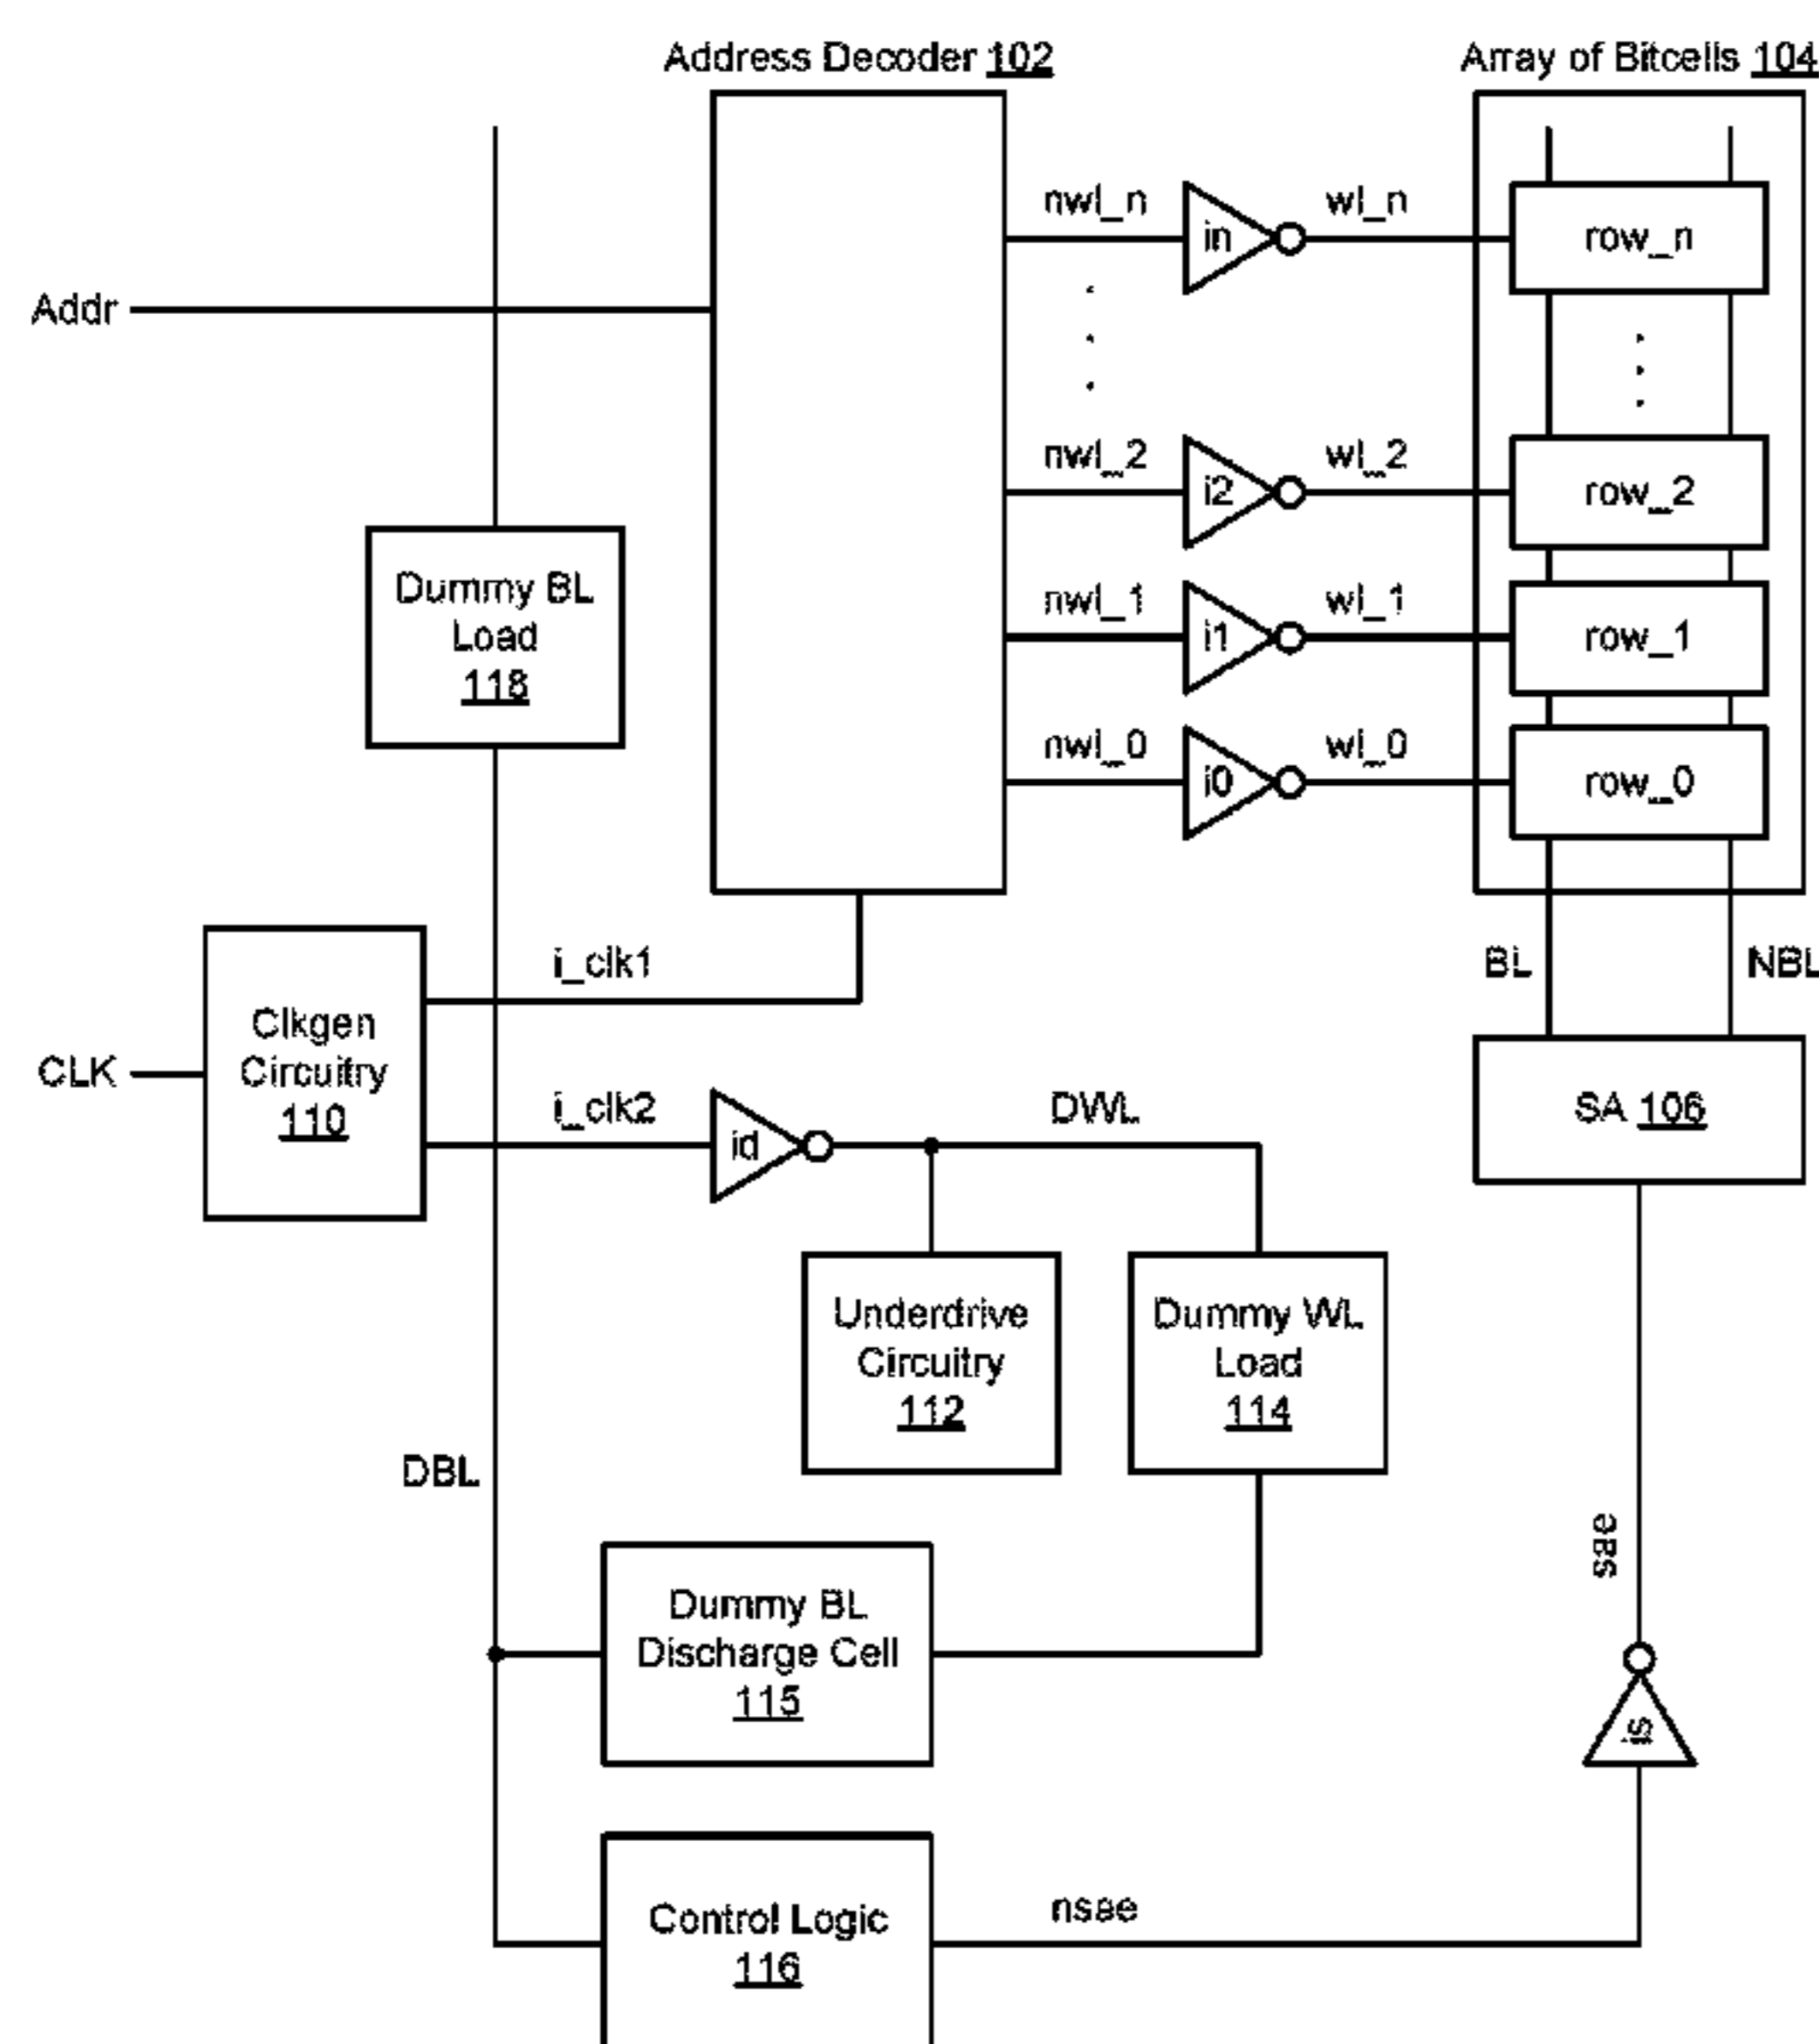 Address Decoder 102
Array of Bitcells 104
nwl_n
in
wl_n
row_n
Addr
nwl_2
i2
wl_2
row_2
Dummy BL
Load
118
nwl_1
i1
wl_1
row_1
nwl_0
i0
wl_0
row_0
i_clk1
BL
NBL
Clkgen
Circuitry
110
CLK
i_clk2
id
DWL
SA 106
Underdrive
Circuitry
112
Dummy WL
Load
114
DBL
sae
Dummy BL
Discharge Cell
115
is
Control Logic
116
nsae